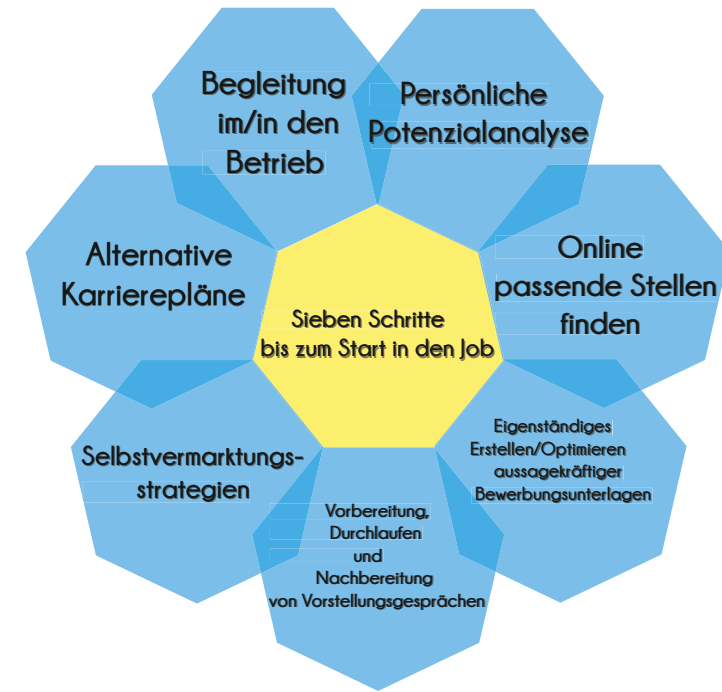 Sieben Schritte
bis zum Start in den Job
Persönliche
Potenzialanalyse
Online
passende Stellen
finden
Eigenständiges
Erstellen/Optimieren
aussagekräftiger
Bewerbungsunterlagen
Vorbereitung,
Durchlaufen
und
Nachbereitung
von Vorstellungsgesprächen
Selbstvermarktungs-
strategien
Alternative
Karrierepläne
Begleitung
im/in den
Betrieb